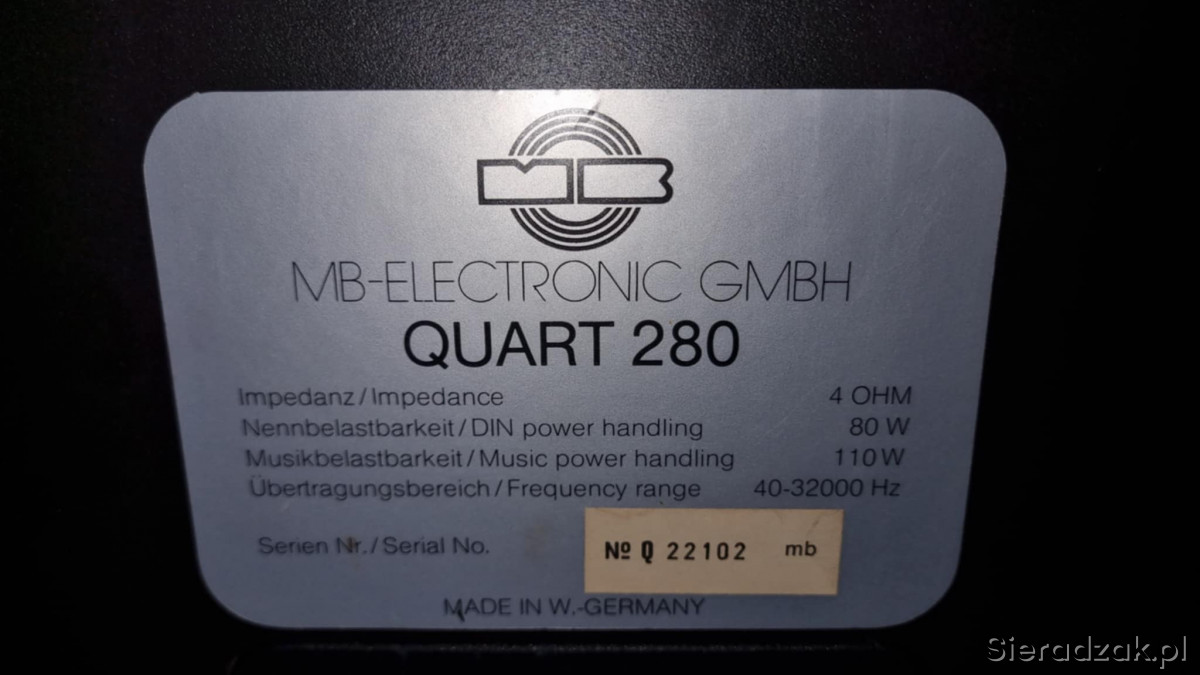 MB
MB-ELECTRONIC GMBH
QUART 280
Impedanz/Impedance 4 OHM
Nennbelastbarkeit/DIN power handling 80 W
Musikbelastbarkeit/Music power handling 110 W
Übertragungsbereich/Frequency range 40-32000 Hz
Serien Nr./Serial No. № Q 22102 mb
MADE IN W.-GERMANY
Sieradzak.pl